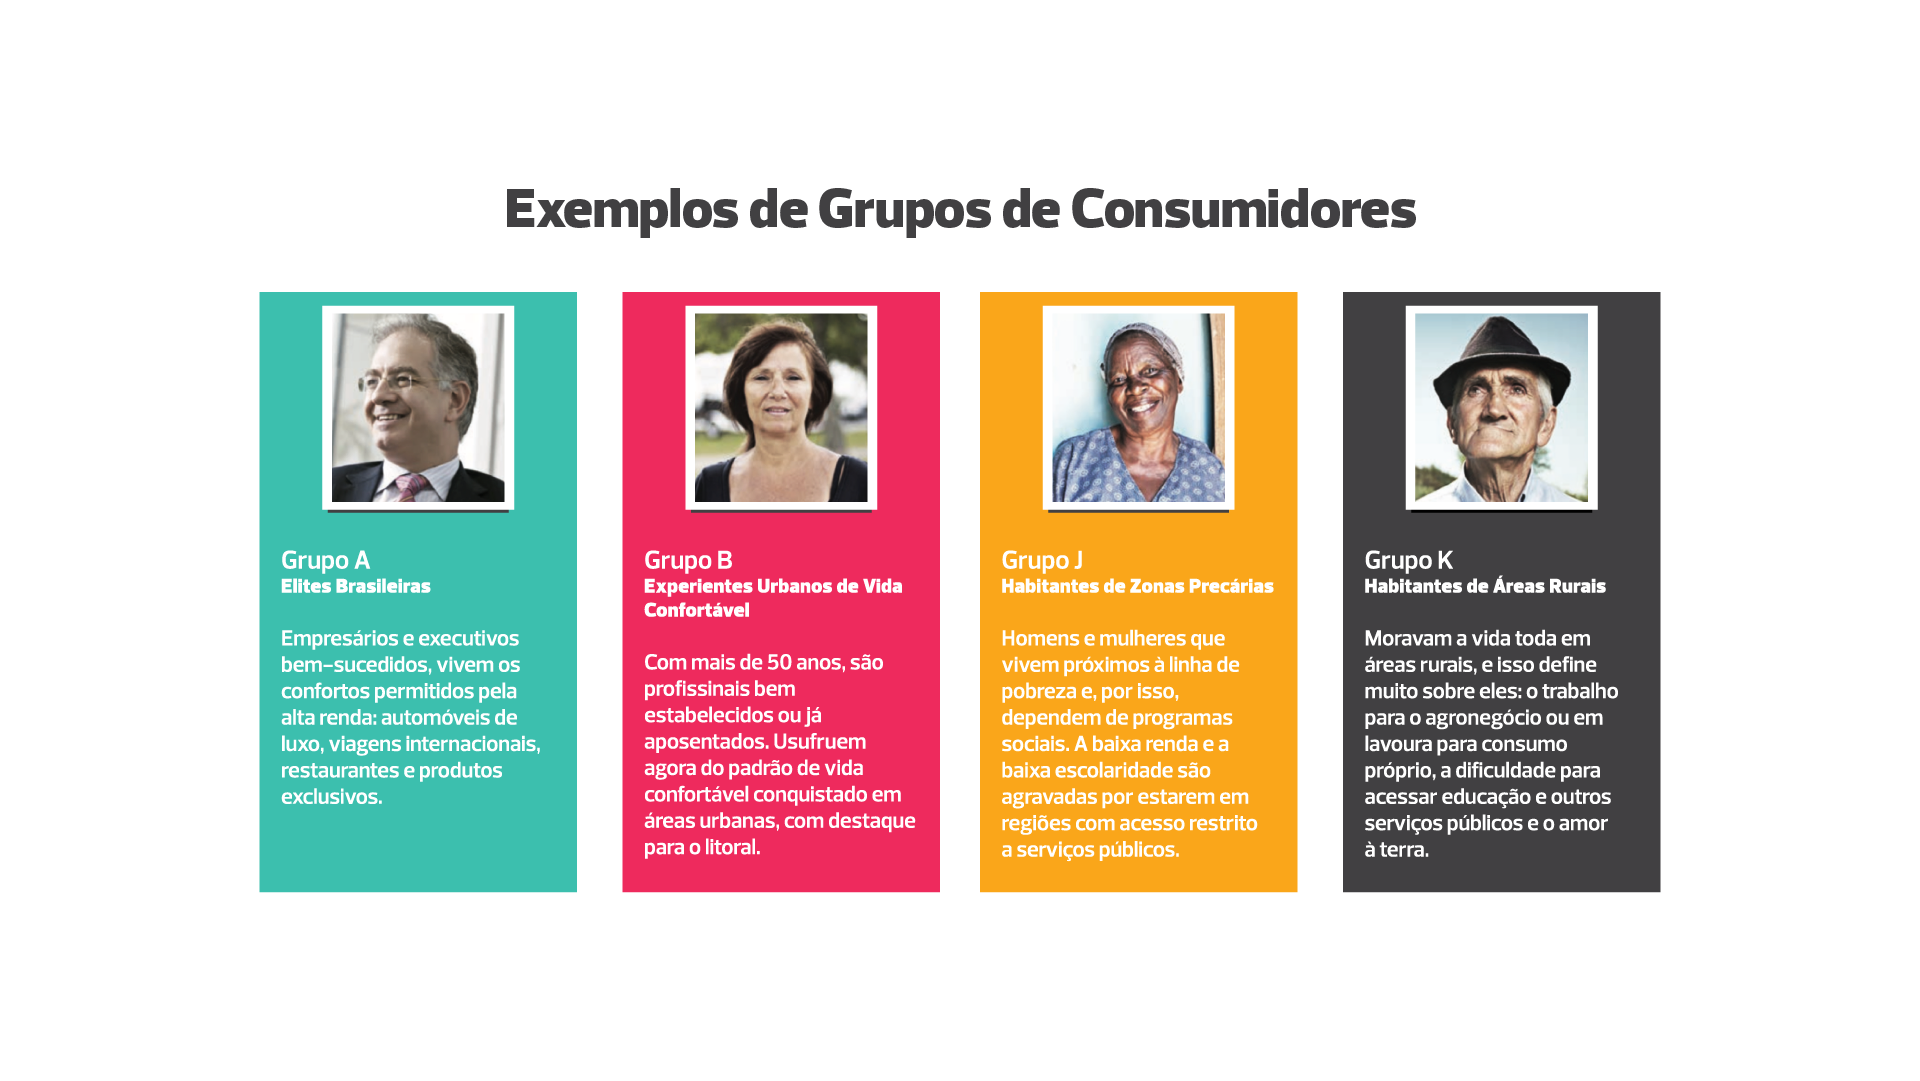 Exemplos de Grupos de Consumidores
Grupo A
Elites Brasileiras
Empresários e executivos
bem-sucedidos, vivem os
confortos permitidos pela
alta renda: automóveis de
luxo, viagens internacionais,
restaurantes e produtos
exclusivos.
Grupo B
Experientes Urbanos de Vida
Confortável
Com mais de 50 anos, são
profissinais bem
estabelecidos ou já
aposentados. Usufruem
agora do padrão de vida
confortável conquistado em
áreas urbanas, com destaque
para o litoral.
Grupo J
Habitantes de Zonas Precárias
Homens e mulheres que
vivem próximos à linha de
pobreza e, por isso,
dependem de programas
sociais. A baixa renda e a
baixa escolaridade são
agravadas por estarem em
regiões com acesso restrito
a serviços públicos.
Grupo K
Habitantes de Áreas Rurais
Moravam a vida toda em
áreas rurais, e isso define
muito sobre eles: o trabalho
para o agronegócio ou em
lavoura para consumo
próprio, a dificuldade para
acessar educação e outros
serviços públicos e o amor
à terra.